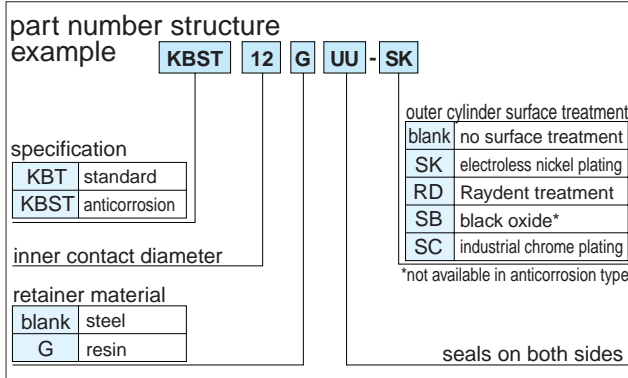 part number structure
example
KBST 12 G UU - SK
outer cylinder surface treatment
blank no surface treatment
SK electroless nickel plating
RD Raydent treatment
SB black oxide*
SC industrial chrome plating
*not available in anticorrosion type
specification
KBT standard
KBST anticorrosion
inner contact diameter
retainer material
blank steel
G resin
seals on both sides